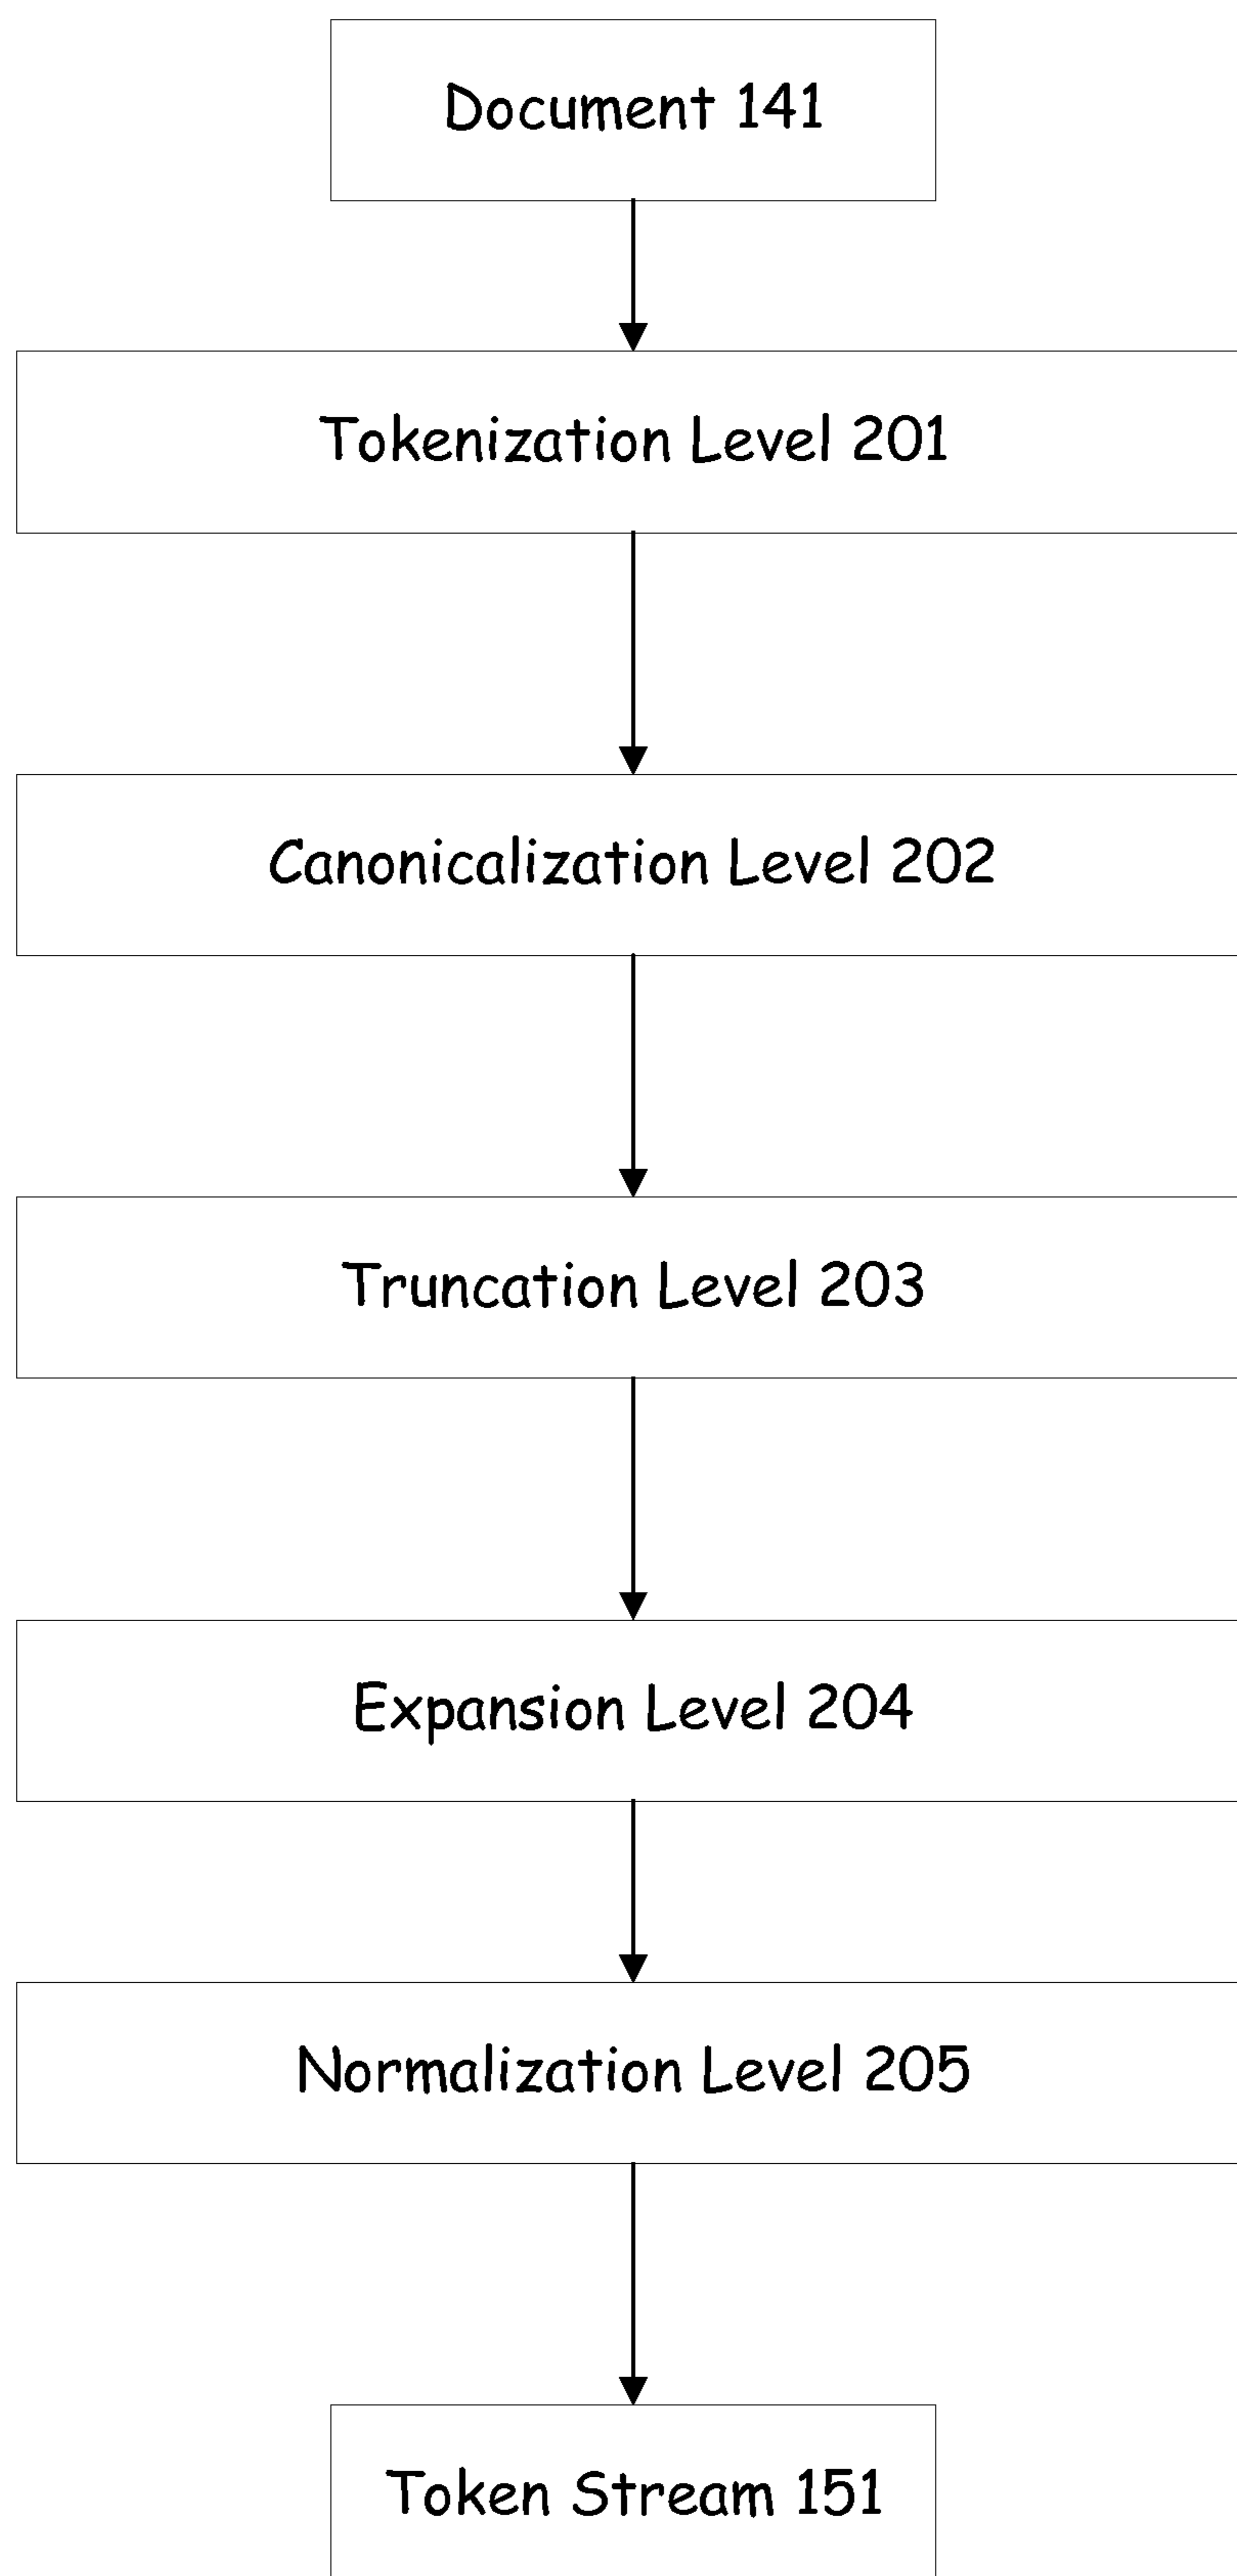 Document 141
Tokenization Level 201
Canonicalization Level 202
Truncation Level 203
Expansion Level 204
Normalization Level 205
Token Stream 151